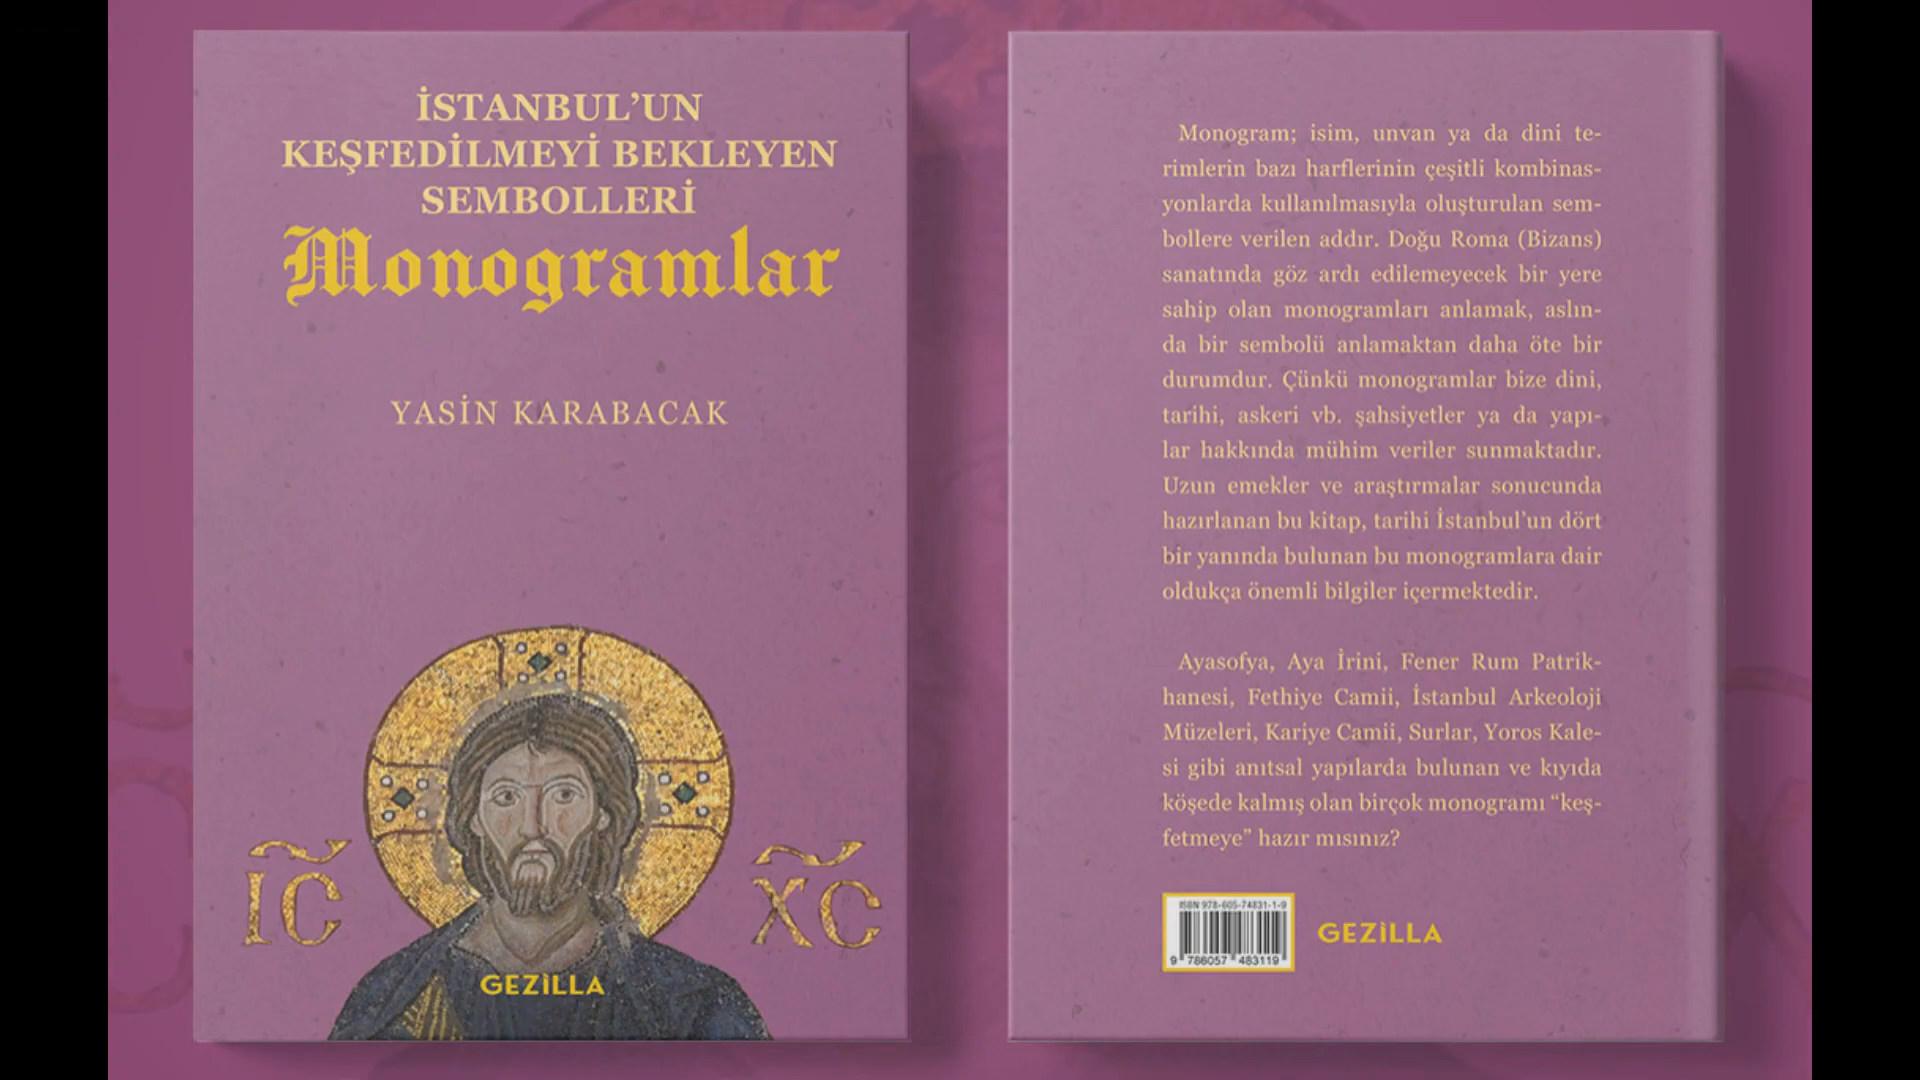 İSTANBUL’UN
KEŞFEDİLMEYİ BEKLEYEN
SEMBOLLERİ
Monogramlar
YASİN KARABACAK
IC
XC
GEZİLLA
Monogram; isim, unvan ya da dini te-
rimlerin bazı harflerinin çeşitli kombinas-
yonlarda kullanılmasıyla oluşturulan sem-
bollere verilen addır. Doğu Roma (Bizans)
sanatında göz ardı edilemeyecek bir yere
sahip olan monogramları anlamak, aslın-
da bir sembolü anlamaktan daha öte bir
durumdur. Çünkü monogramlar bize dini,
tarihi, askeri vb. şahsiyetler ya da yapı-
lar hakkında mühim veriler sunmaktadır.
Uzun emekler ve araştırmalar sonucunda
hazırlanan bu kitap, tarihi İstanbul’un dört
bir yanında bulunan bu monogramlara dair
oldukça önemli bilgiler içermektedir.
Ayasofya, Aya İrini, Fener Rum Patrik-
hanesi, Fethiye Camii, İstanbul Arkeoloji
Müzeleri, Kariye Camii, Surlar, Yoros Kale-
si gibi anıtsal yapılarda bulunan ve kıyıda
köşede kalmış olan birçok monogramı “keş-
fetmeye” hazır mısınız?
ISBN 978-605-74831-1-9
9 786057 483119
GEZİLLA